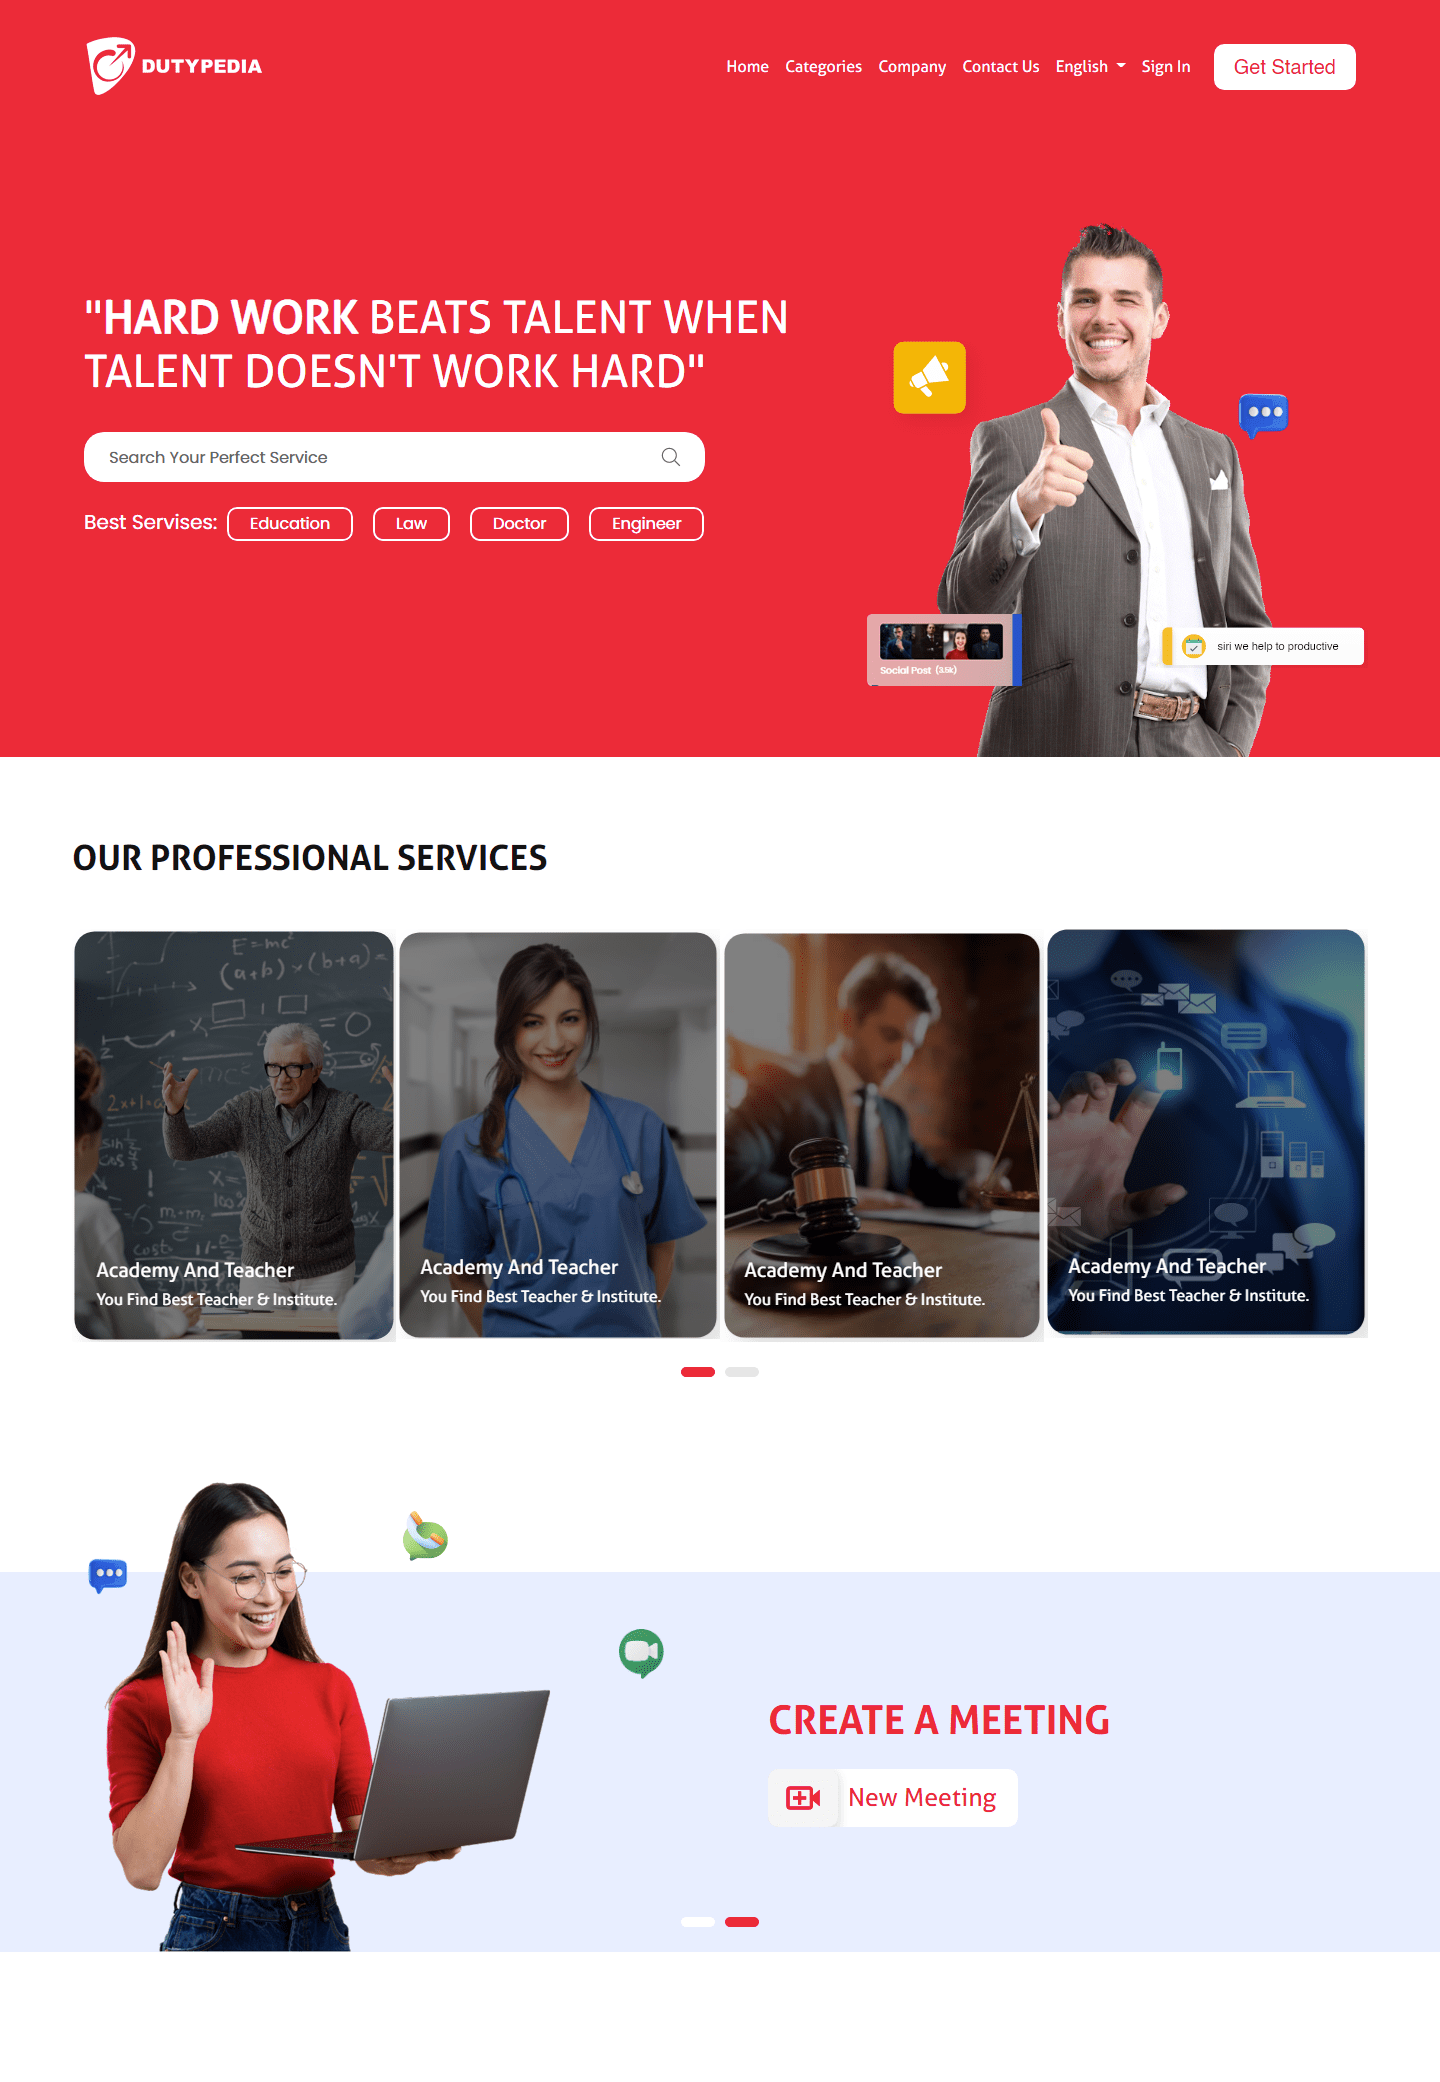 DUTYPEDIA
Home Categories Company Contact Us English Sign In Get Started
"HARD WORK BEATS TALENT WHEN
TALENT DOESN'T WORK HARD"
Search Your Perfect Service
Best Servises: Education Law Doctor Engineer
Social Post (3.5k)
siri we help to productive
OUR PROFESSIONAL SERVICES
E=mc²
Academy And Teacher
You Find Best Teacher & Institute.
Academy And Teacher
You Find Best Teacher & Institute.
Academy And Teacher
You Find Best Teacher & Institute.
Academy And Teacher
You Find Best Teacher & Institute.
CREATE A MEETING
New Meeting